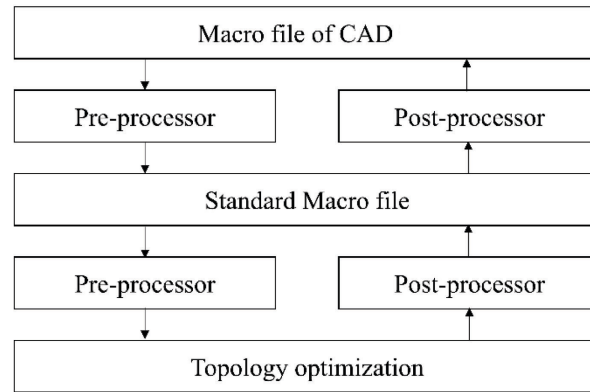 Macro file of CAD
Pre-processor
Post-processor
Standard Macro file
Pre-processor
Post-processor
Topology optimization